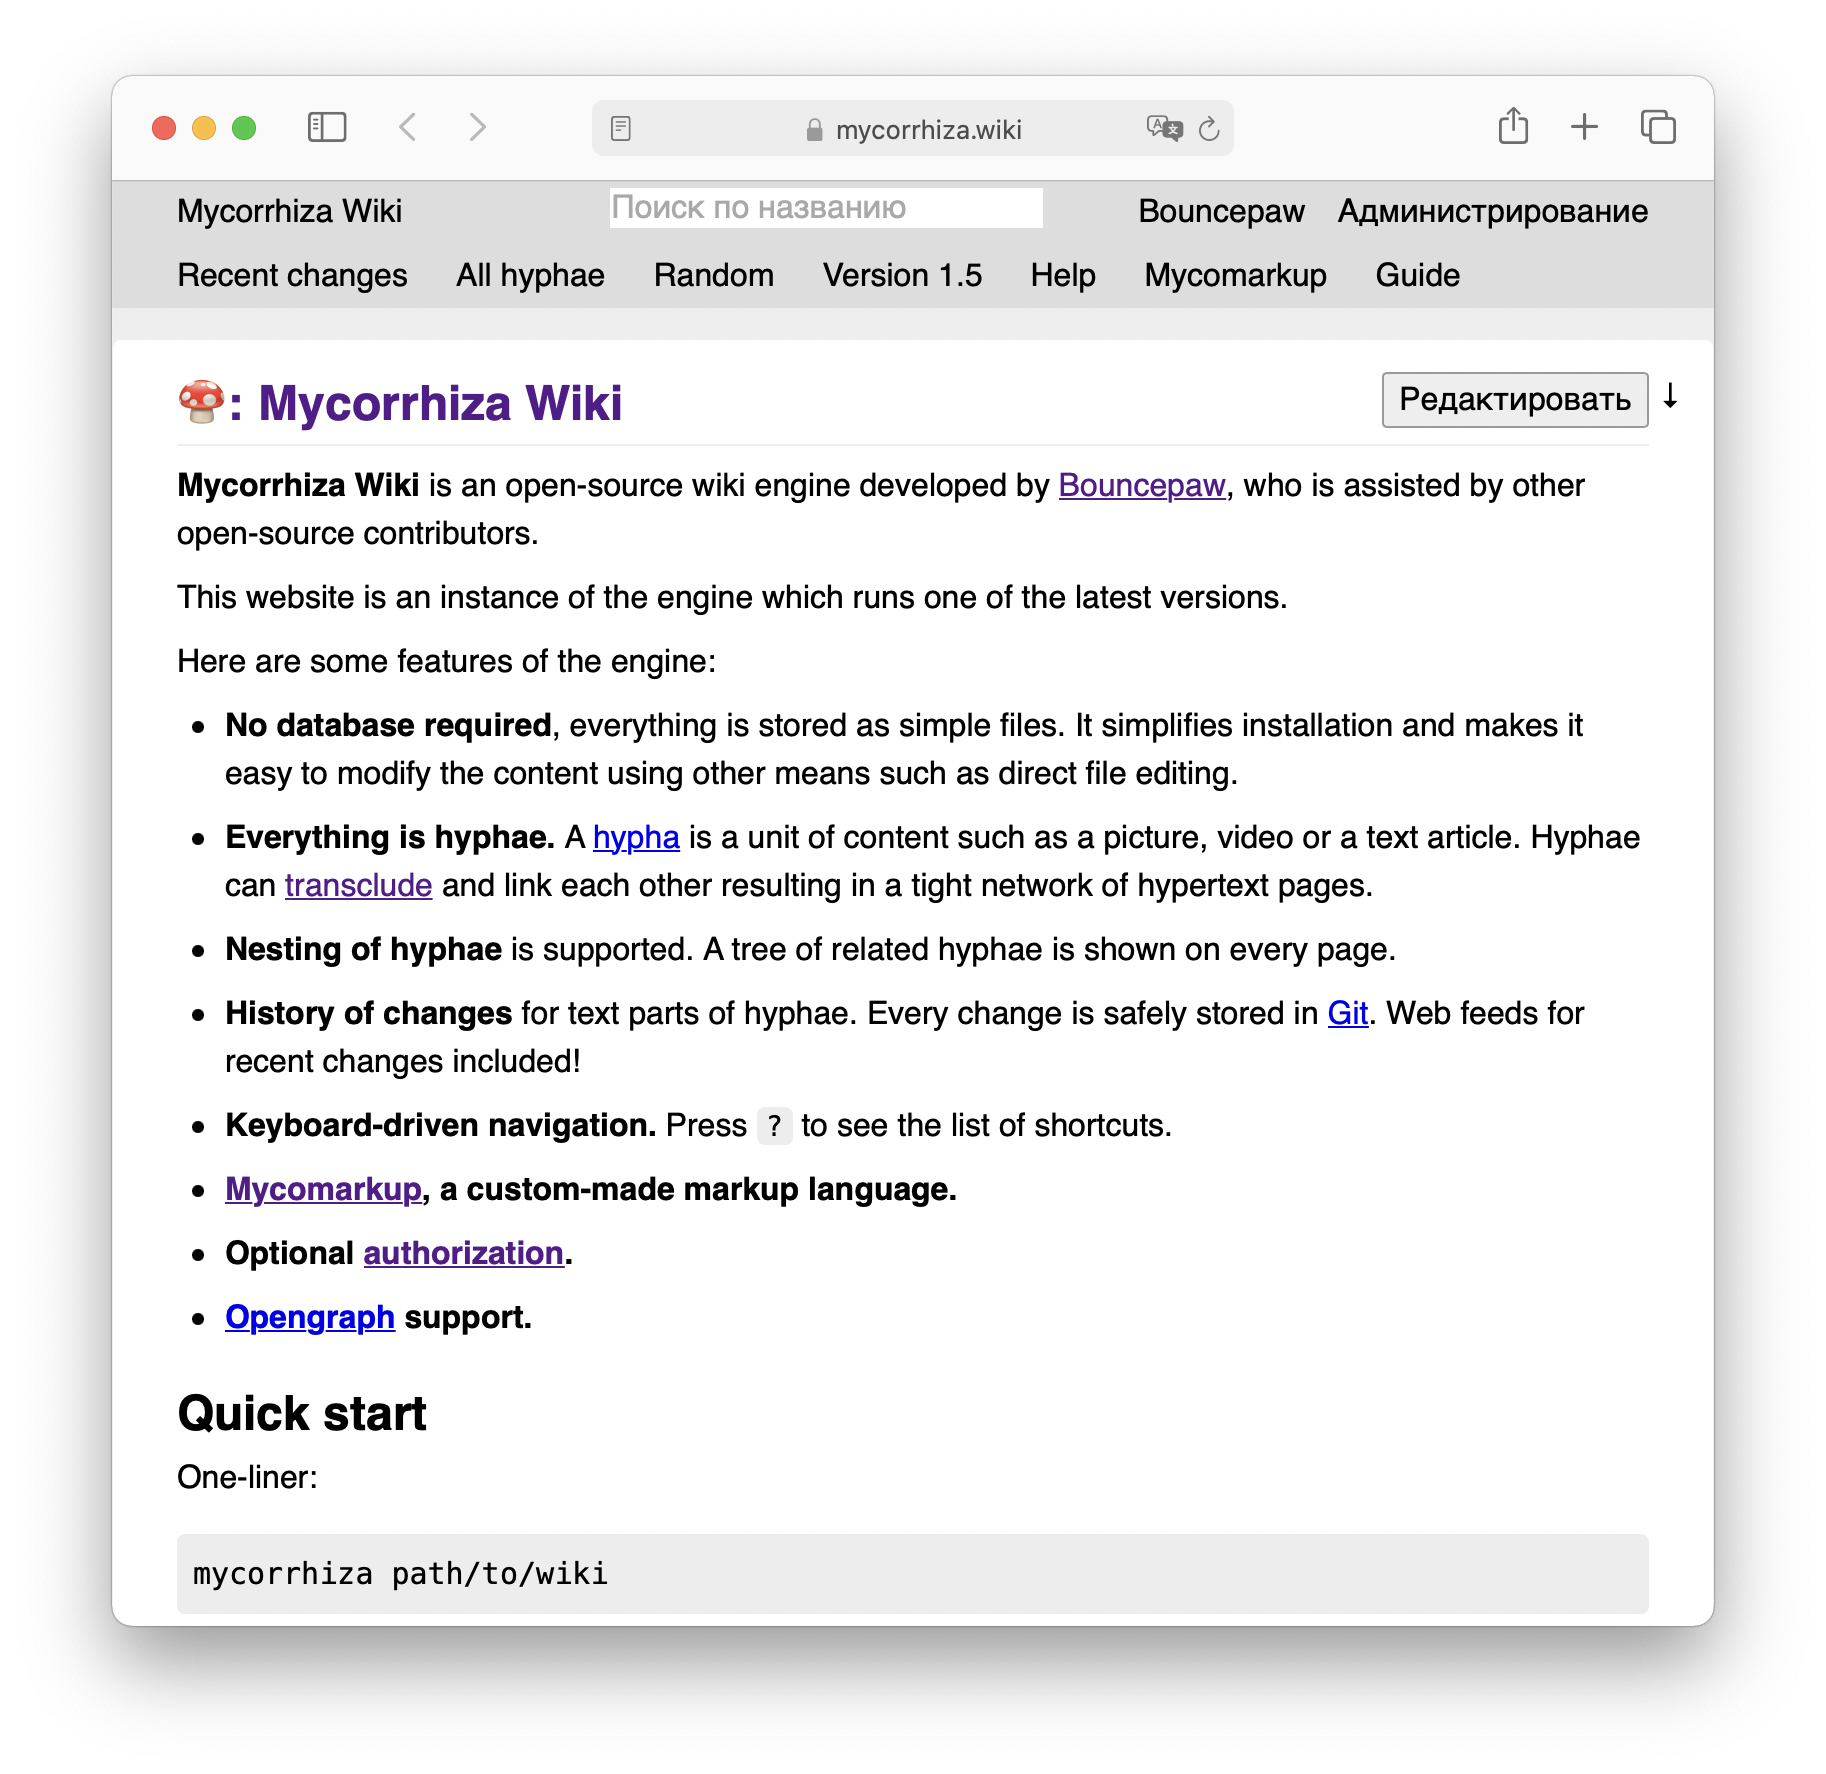 mycorrhiza.wiki
Mycorrhiza Wiki
Поиск по названию
Bouncepaw Администрирование
Recent changes All hyphae Random Version 1.5 Help Mycomarkup Guide
🍄: Mycorrhiza Wiki
Редактировать ↓
Mycorrhiza Wiki is an open-source wiki engine developed by Bouncepaw, who is assisted by other
open-source contributors.
This website is an instance of the engine which runs one of the latest versions.
Here are some features of the engine:
• No database required, everything is stored as simple files. It simplifies installation and makes it
easy to modify the content using other means such as direct file editing.
• Everything is hyphae. A hypha is a unit of content such as a picture, video or a text article. Hyphae
can transclude and link each other resulting in a tight network of hypertext pages.
• Nesting of hyphae is supported. A tree of related hyphae is shown on every page.
• History of changes for text parts of hyphae. Every change is safely stored in Git. Web feeds for
recent changes included!
• Keyboard-driven navigation. Press ? to see the list of shortcuts.
• Mycomarkup, a custom-made markup language.
• Optional authorization.
• Opengraph support.
Quick start
One-liner:
mycorrhiza path/to/wiki